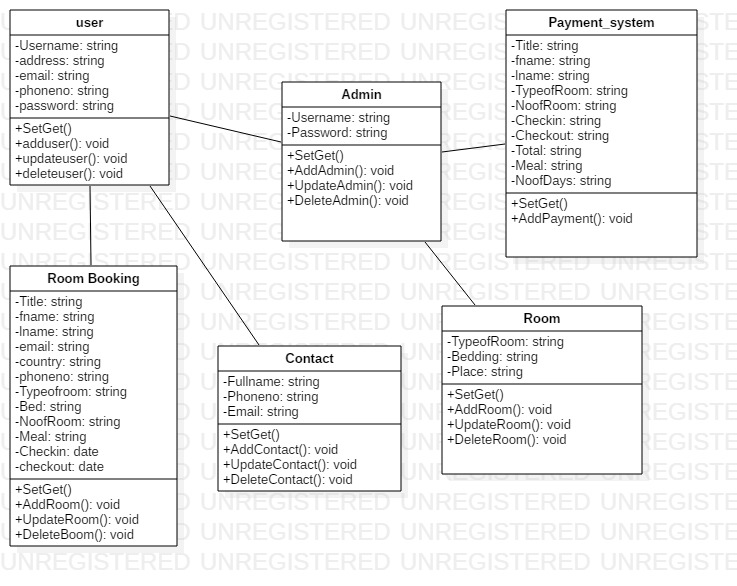 user
-Username: string
-address: string
-email: string
-phoneno: string
-password: string
+SetGet()
+adduser(): void
+updateuser(): void
+deleteuser(): void
Admin
-Username: string
-Password: string
+SetGet()
+AddAdmin(): void
+UpdateAdmin(): void
+DeleteAdmin(): void
Payment_system
-Title: string
-fname: string
-lname: string
-TypeofRoom: string
-NoofRoom: string
-Checkin: string
-Checkout: string
-Total: string
-Meal: string
-NoofDays: string
+SetGet()
+AddPayment(): void
Room Booking
-Title: string
-fname: string
-lname: string
-email: string
-country: string
-phoneno: string
-Typeofroom: string
-Bed: string
-NoofRoom: string
-Meal: string
-Checkin: date
-checkout: date
+SetGet()
+AddRoom(): void
+UpdateRoom(): void
+DeleteBoom(): void
Contact
-Fullname: string
-Phoneno: string
-Email: string
+SetGet()
+AddContact(): void
+UpdateContact(): void
+DeleteContact(): void
Room
-TypeofRoom: string
-Bedding: string
-Place: string
+SetGet()
+AddRoom(): void
+UpdateRoom(): void
+DeleteRoom(): void
UNREGISTERED